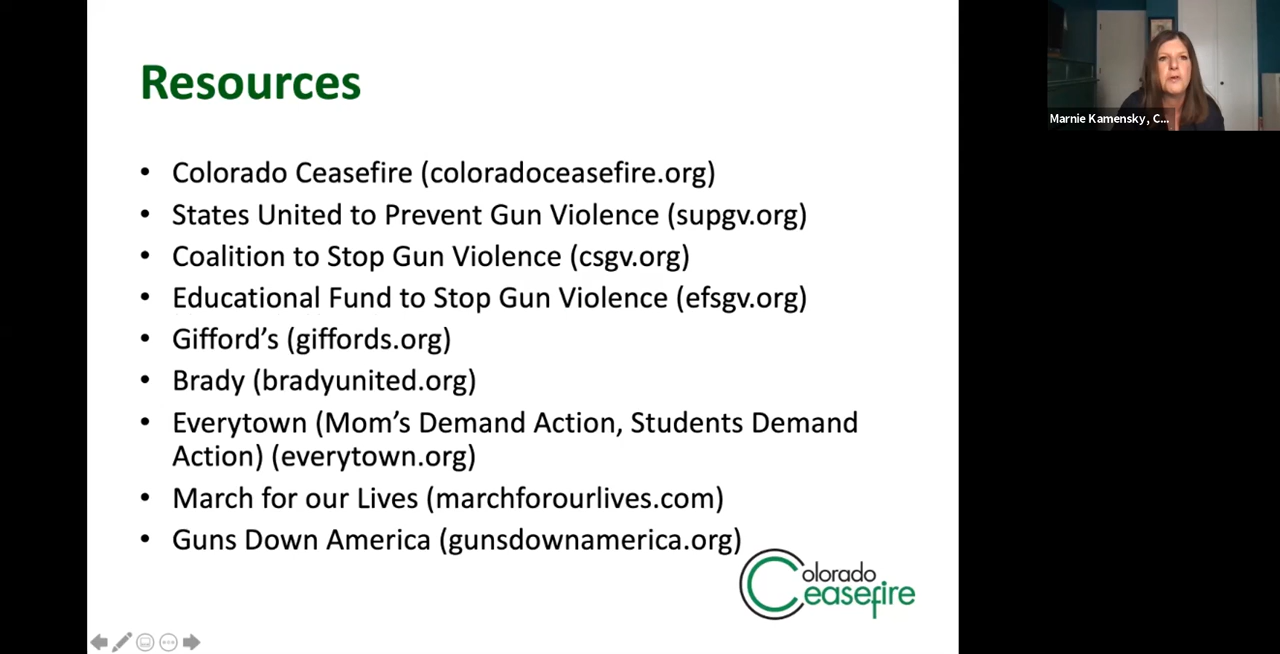 Resources
• Colorado Ceasefire (coloradoceasefire.org)
• States United to Prevent Gun Violence (supgv.org)
• Coalition to Stop Gun Violence (csgv.org)
• Educational Fund to Stop Gun Violence (efsgv.org)
• Gifford’s (giffords.org)
• Brady (bradyunited.org)
• Everytown (Mom’s Demand Action, Students Demand
Action) (everytown.org)
• March for our Lives (marchforourlives.com)
• Guns Down America (gunsdownamerica.org)
Colorado
Ceasefire
Marnie Kamensky, C...